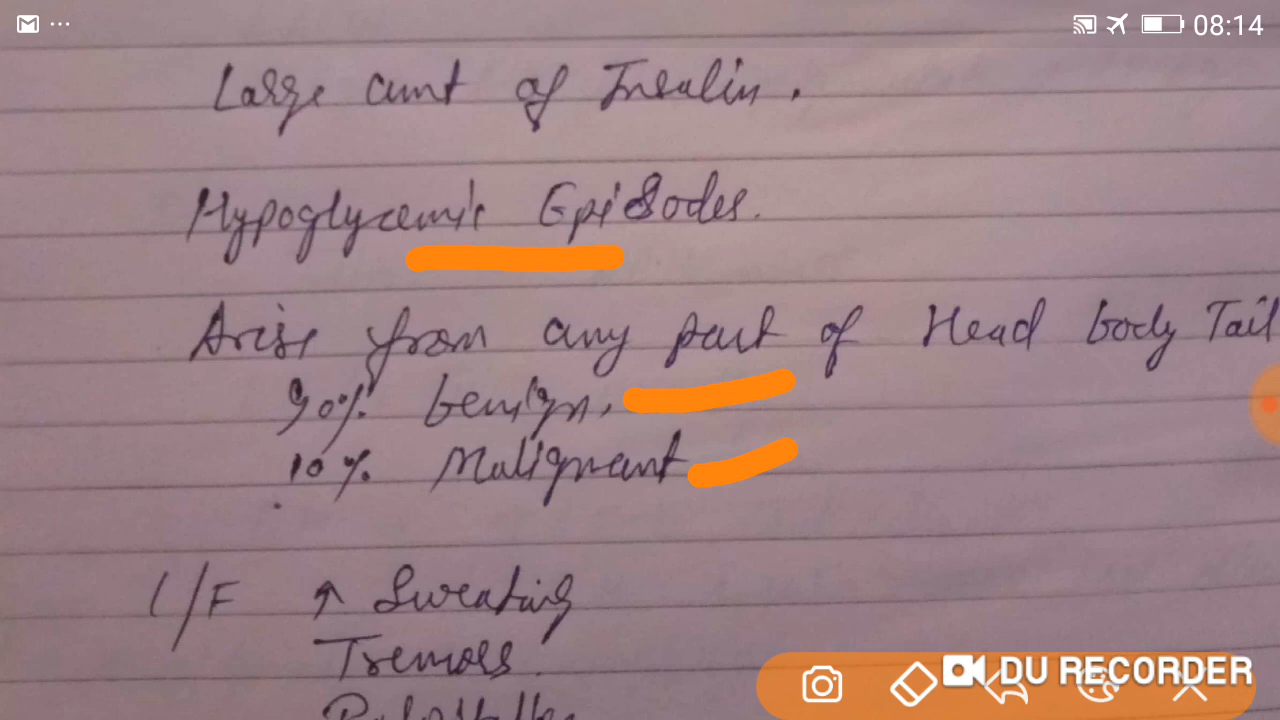 08:14
Large amt of Insulin.
Hypoglycemic Episodes.
Arise from any part of Head body Tail
90% benign.
10% Malignant
C/F ↑ Sweating
Tremors
DU RECORDER